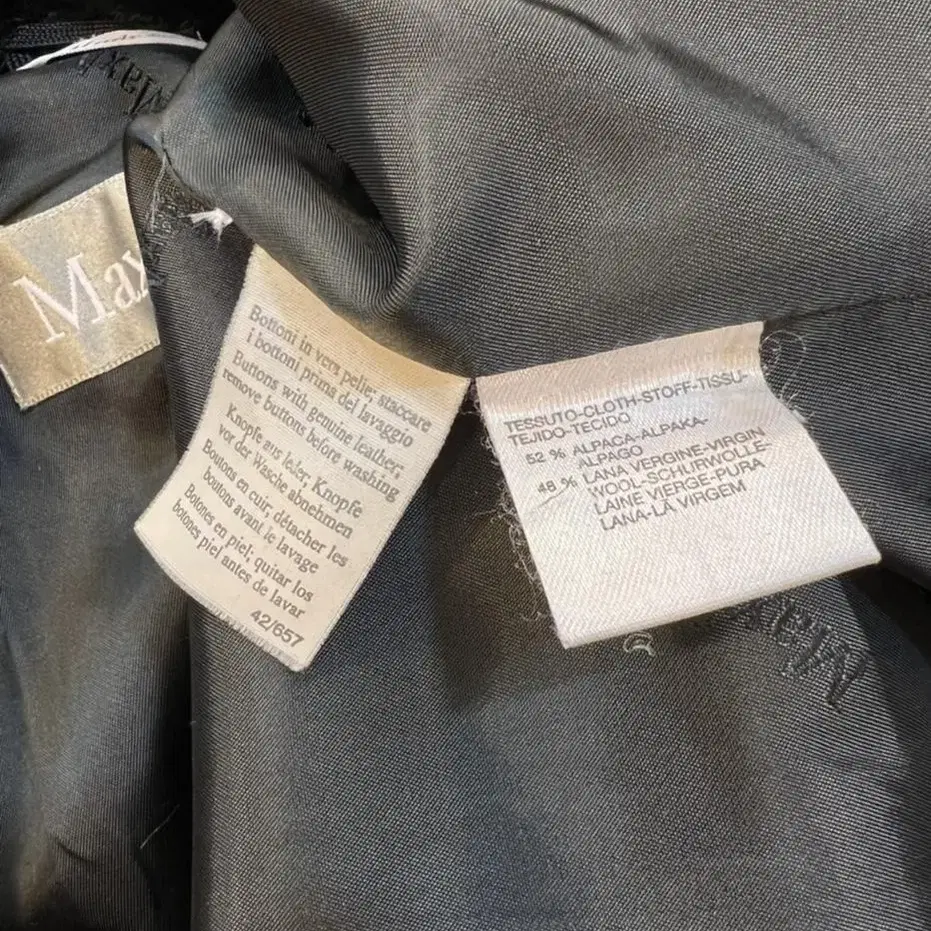 Max
Bottoni in vera pelle; staccare
i bottoni prima del lavaggio
Buttons with genuine leather;
remove buttons before washing
Knopfe aus leder, Knopfe
vor der Wasche abnehmen
Boutons en cuir; détacher les
boutons avant le lavage
Botones en piel; quitar los
botones piel antes de lavar
42/657
TESSUTO-CLOTH-STOFF-TISSU-
TEJIDO-TECIDO
52 % ALPACA-ALPAKA-
ALPAGO
48 % LANA VERGINE-VIRGIN
WOOL-SCHURWOLLE-
LAINE VIERGE-PURA
LANA-LÀ VIRGEM
Max